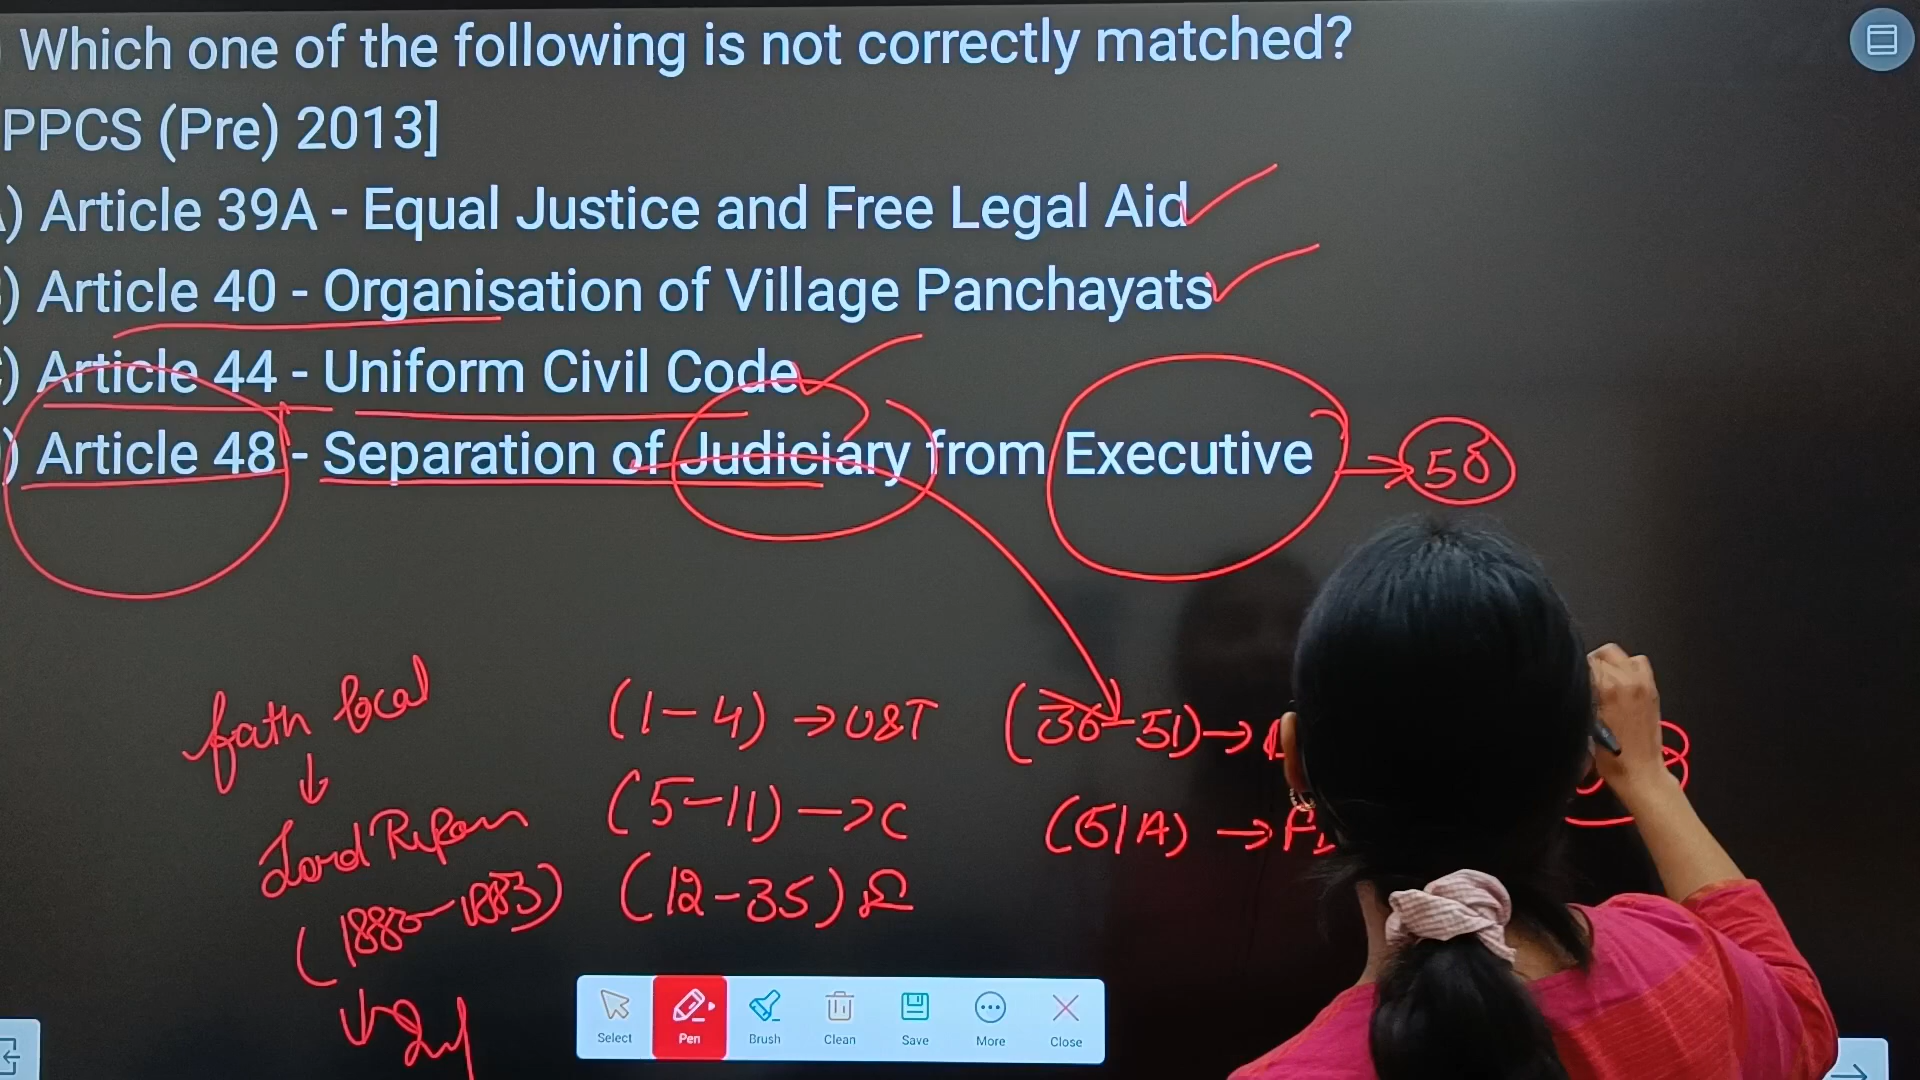 Which one of the following is not correctly matched?
PPCS (Pre) 2013]
) Article 39A - Equal Justice and Free Legal Aid
) Article 40 - Organisation of Village Panchayats
) Article 44 - Uniform Civil Code
) Article 48 - Separation of Judiciary from Executive
→ 50
fath local
↓
Lord Ripon
(1880-1883)
(1-4) → U&T
(5-11) → C
(12-35)
(36-51) →
(51A) → F
Select
Pen
Brush
Clean
Save
More
Close